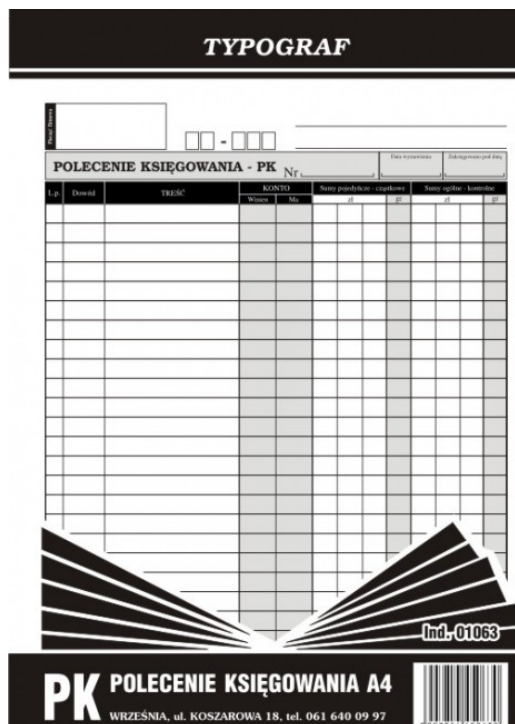 TYPOGRAF
POLECENIE KSIĘGOWANIA - PK Nr
Data wystawienia
Zaksięgowano pod datą
L.p. Dowód TREŚĆ KONTO Sumy pojedyńcze - cząstkowe Sumy ogólne - kontrolne
Winien Ma zł gr zł gr
Ind. 01063
PK POLECENIE KSIĘGOWANIA A4
WRZEŚNIA, ul. KOSZAROWA 18, tel. 061 640 09 97